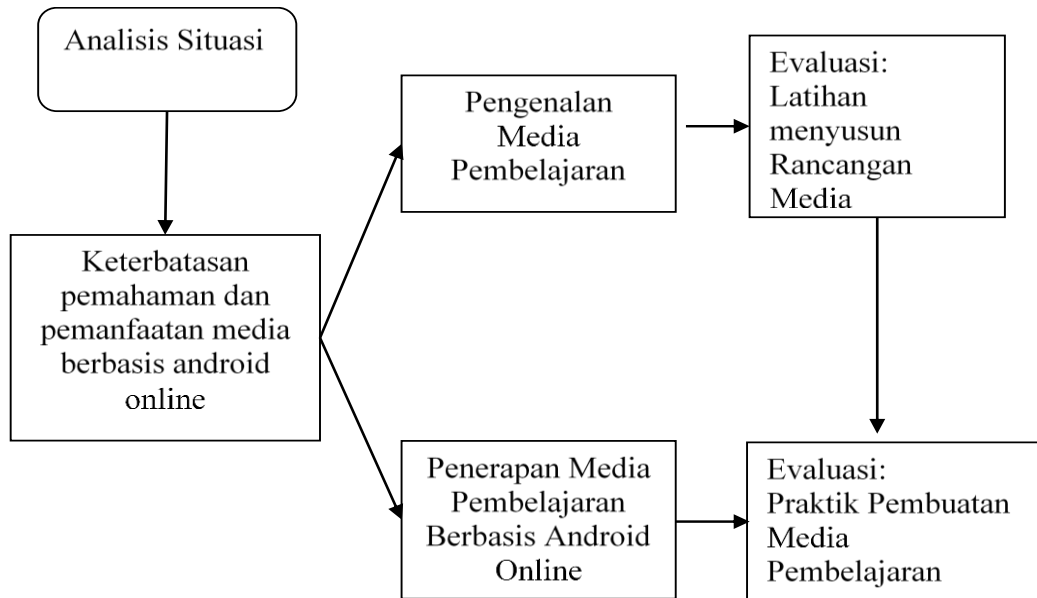 Analisis Situasi
Keterbatasan
pemahaman dan
pemanfaatan media
berbasis android
online
Pengenalan
Media
Pembelajaran
Evaluasi:
Latihan
menyusun
Rancangan
Media
Penerapan Media
Pembelajaran
Berbasis Android
Online
Evaluasi:
Praktik Pembuatan
Media
Pembelajaran